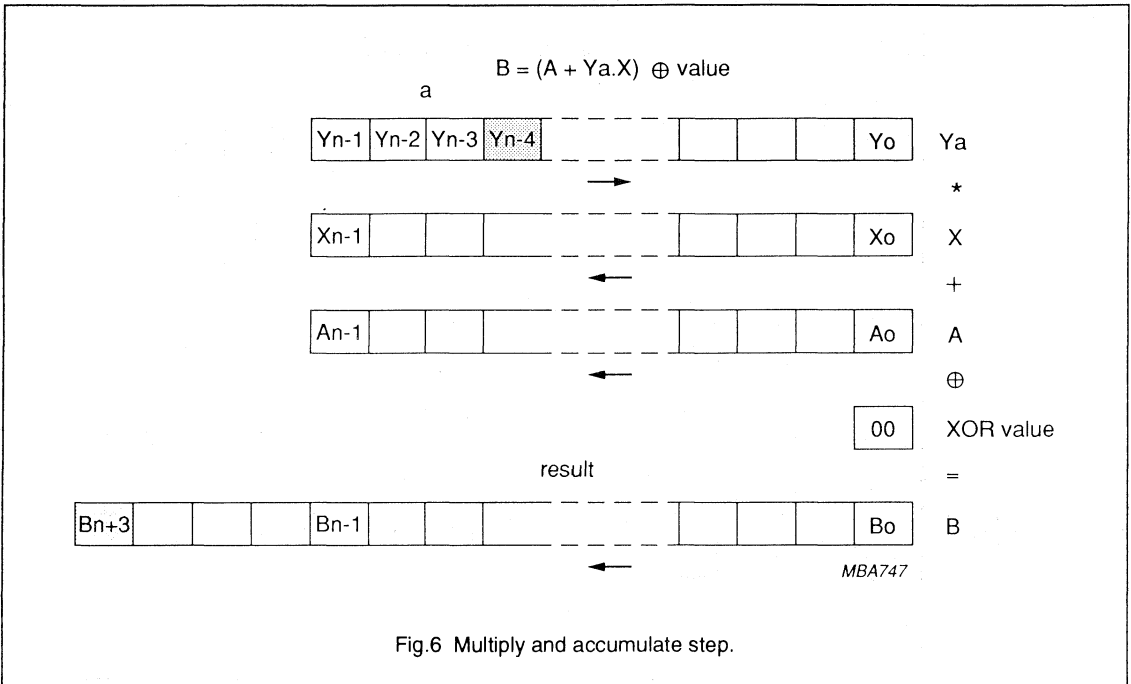 B = (A + Ya.X) ⊕ value
a
Yn-1 Yn-2 Yn-3 Yn-4 Yo Ya
*
Xn-1 Xo X
+
An-1 Ao A
⊕
00 XOR value
result =
Bn+3 Bn-1 Bo B
MBA747
Fig.6 Multiply and accumulate step.